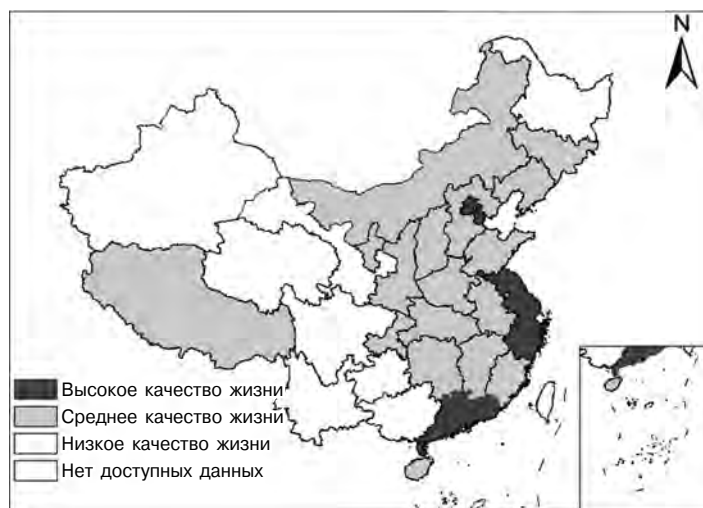 N
Высокое качество жизни
Среднее качество жизни
Низкое качество жизни
Нет доступных данных